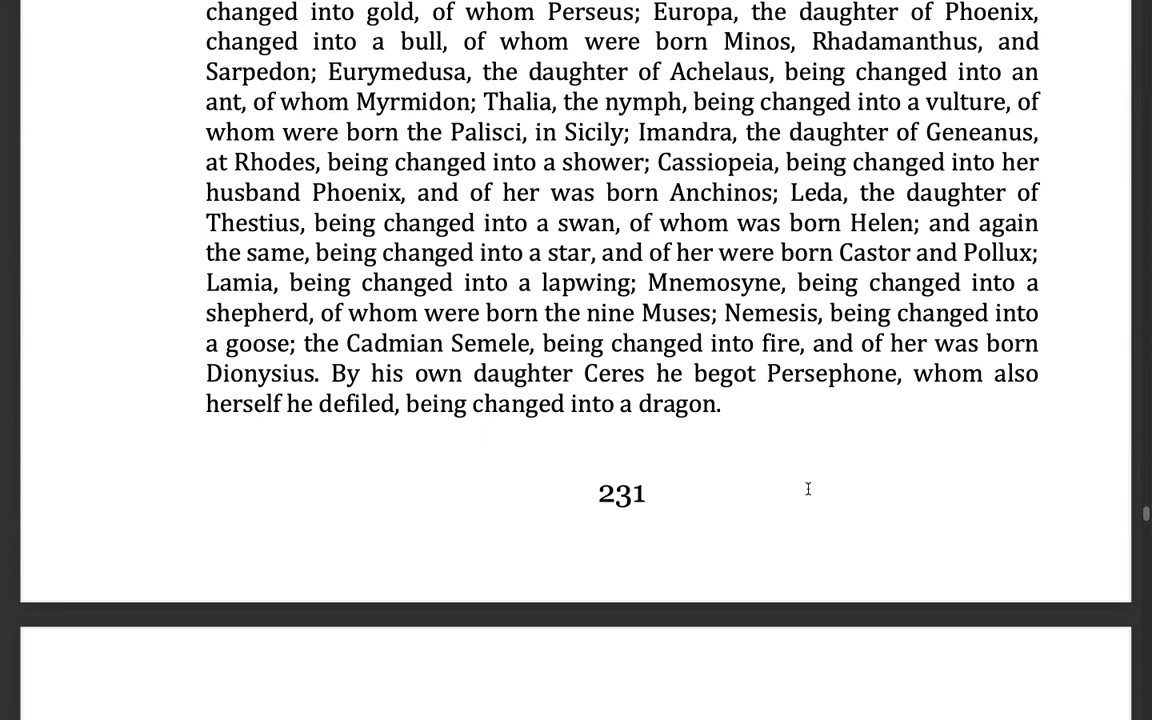 changed into gold, of whom Perseus; Europa, the daughter of Phoenix,
changed into a bull, of whom were born Minos, Rhadamanthus, and
Sarpedon; Eurymedusa, the daughter of Achelaus, being changed into an
ant, of whom Myrmidon; Thalia, the nymph, being changed into a vulture, of
whom were born the Palisci, in Sicily; Imandra, the daughter of Geneanus,
at Rhodes, being changed into a shower; Cassiopeia, being changed into her
husband Phoenix, and of her was born Anchinos; Leda, the daughter of
Thestius, being changed into a swan, of whom was born Helen; and again
the same, being changed into a star, and of her were born Castor and Pollux;
Lamia, being changed into a lapwing; Mnemosyne, being changed into a
shepherd, of whom were born the nine Muses; Nemesis, being changed into
a goose; the Cadmian Semele, being changed into fire, and of her was born
Dionysius. By his own daughter Ceres he begot Persephone, whom also
herself he defiled, being changed into a dragon.
231